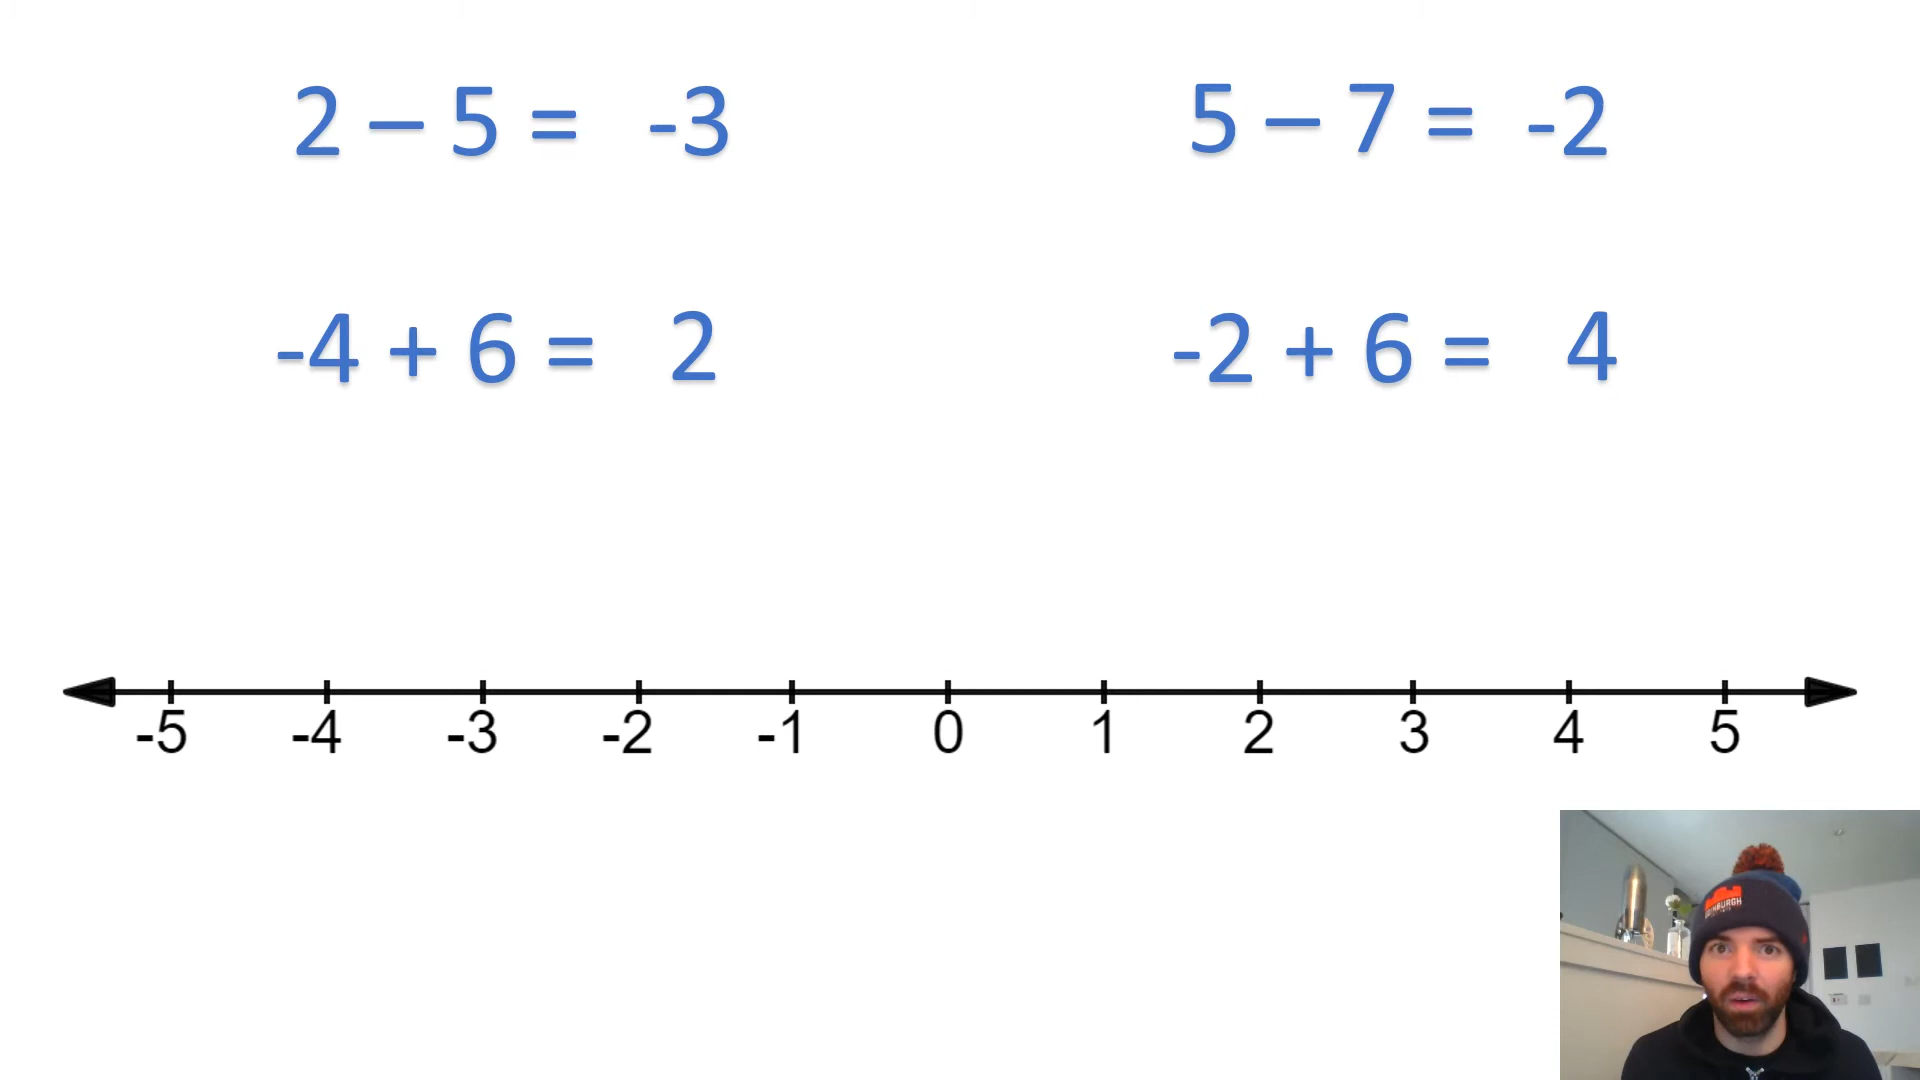 2 – 5 = -3
5 – 7 = -2
-4 + 6 = 2
-2 + 6 = 4
-5 -4 -3 -2 -1 0 1 2 3 4 5
EDINBURGH